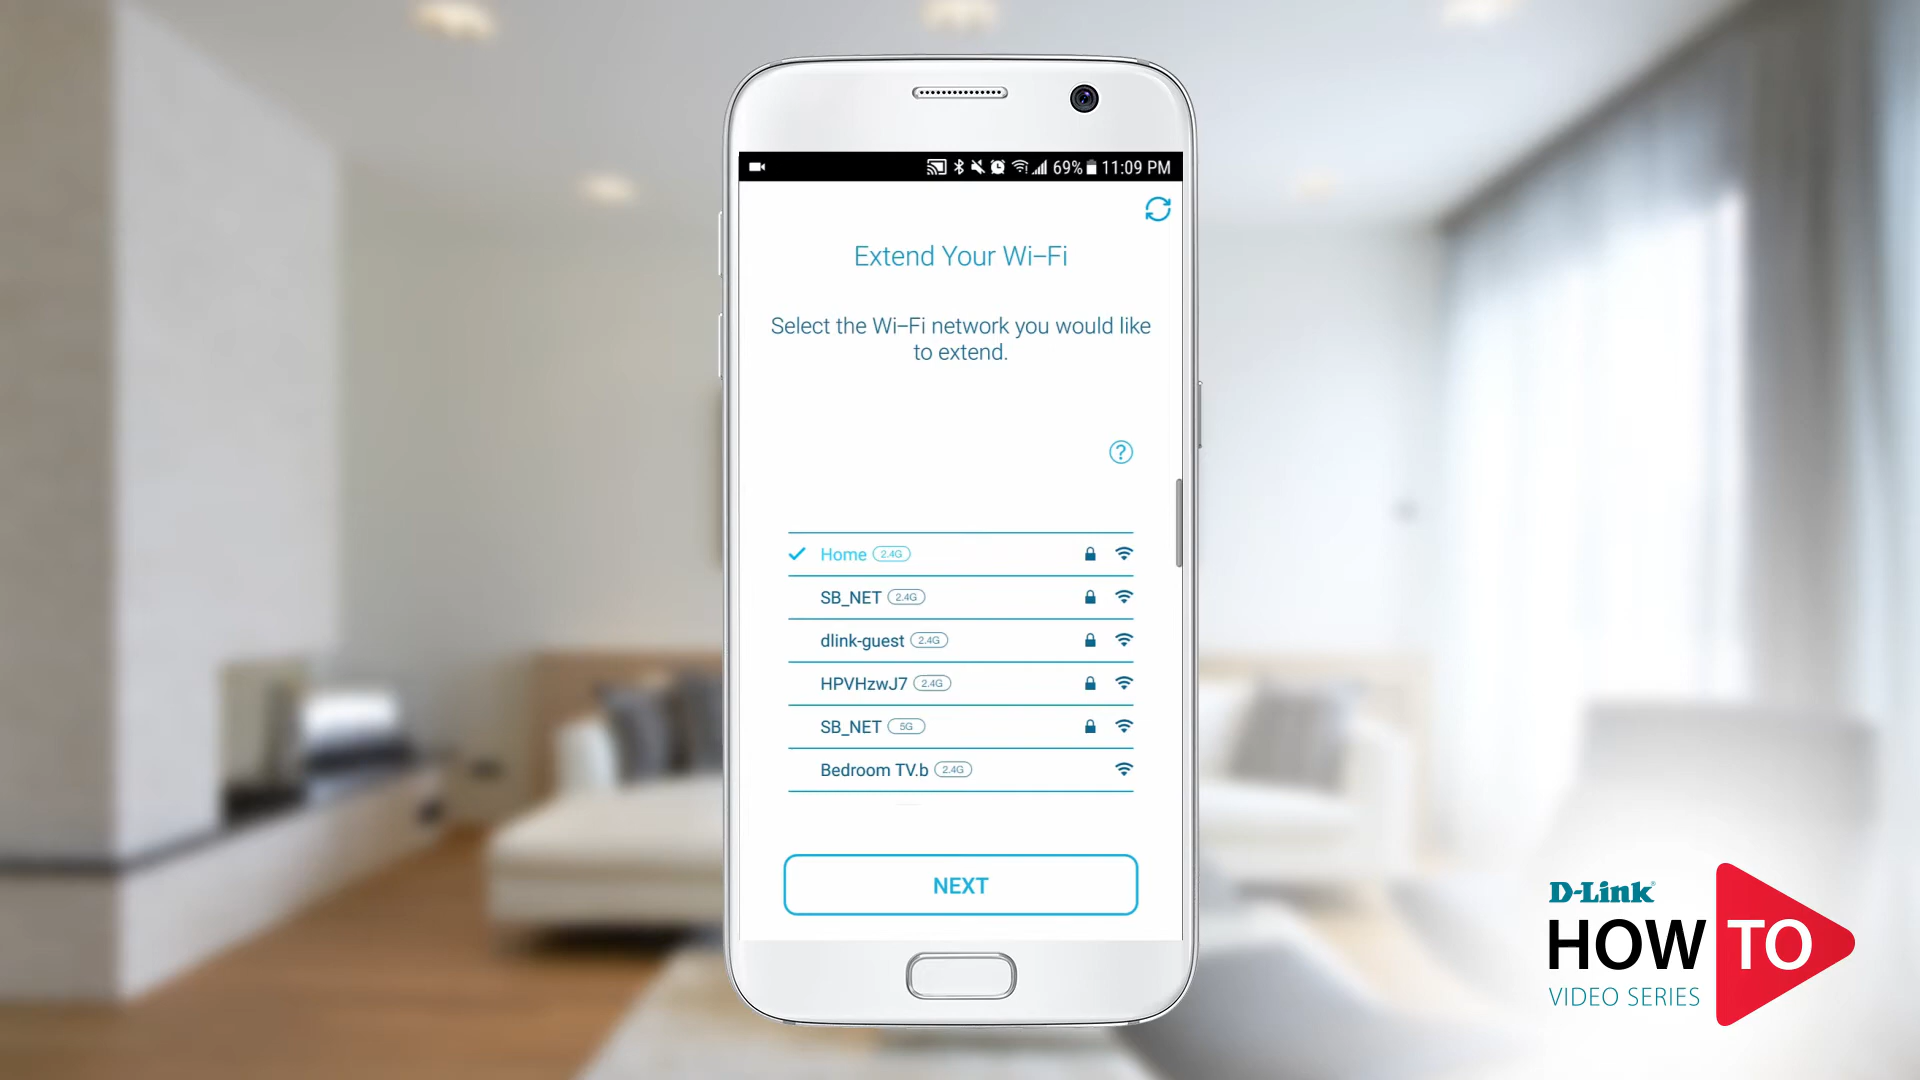 69% 11:09 PM
Extend Your Wi-Fi
Select the Wi-Fi network you would like
to extend.
?
Home 2.4G
SB_NET 2.4G
dlink-guest 2.4G
HPVHzwJ7 2.4G
SB_NET 5G
Bedroom TV.b 2.4G
NEXT
D-Link®
HOW TO
VIDEO SERIES